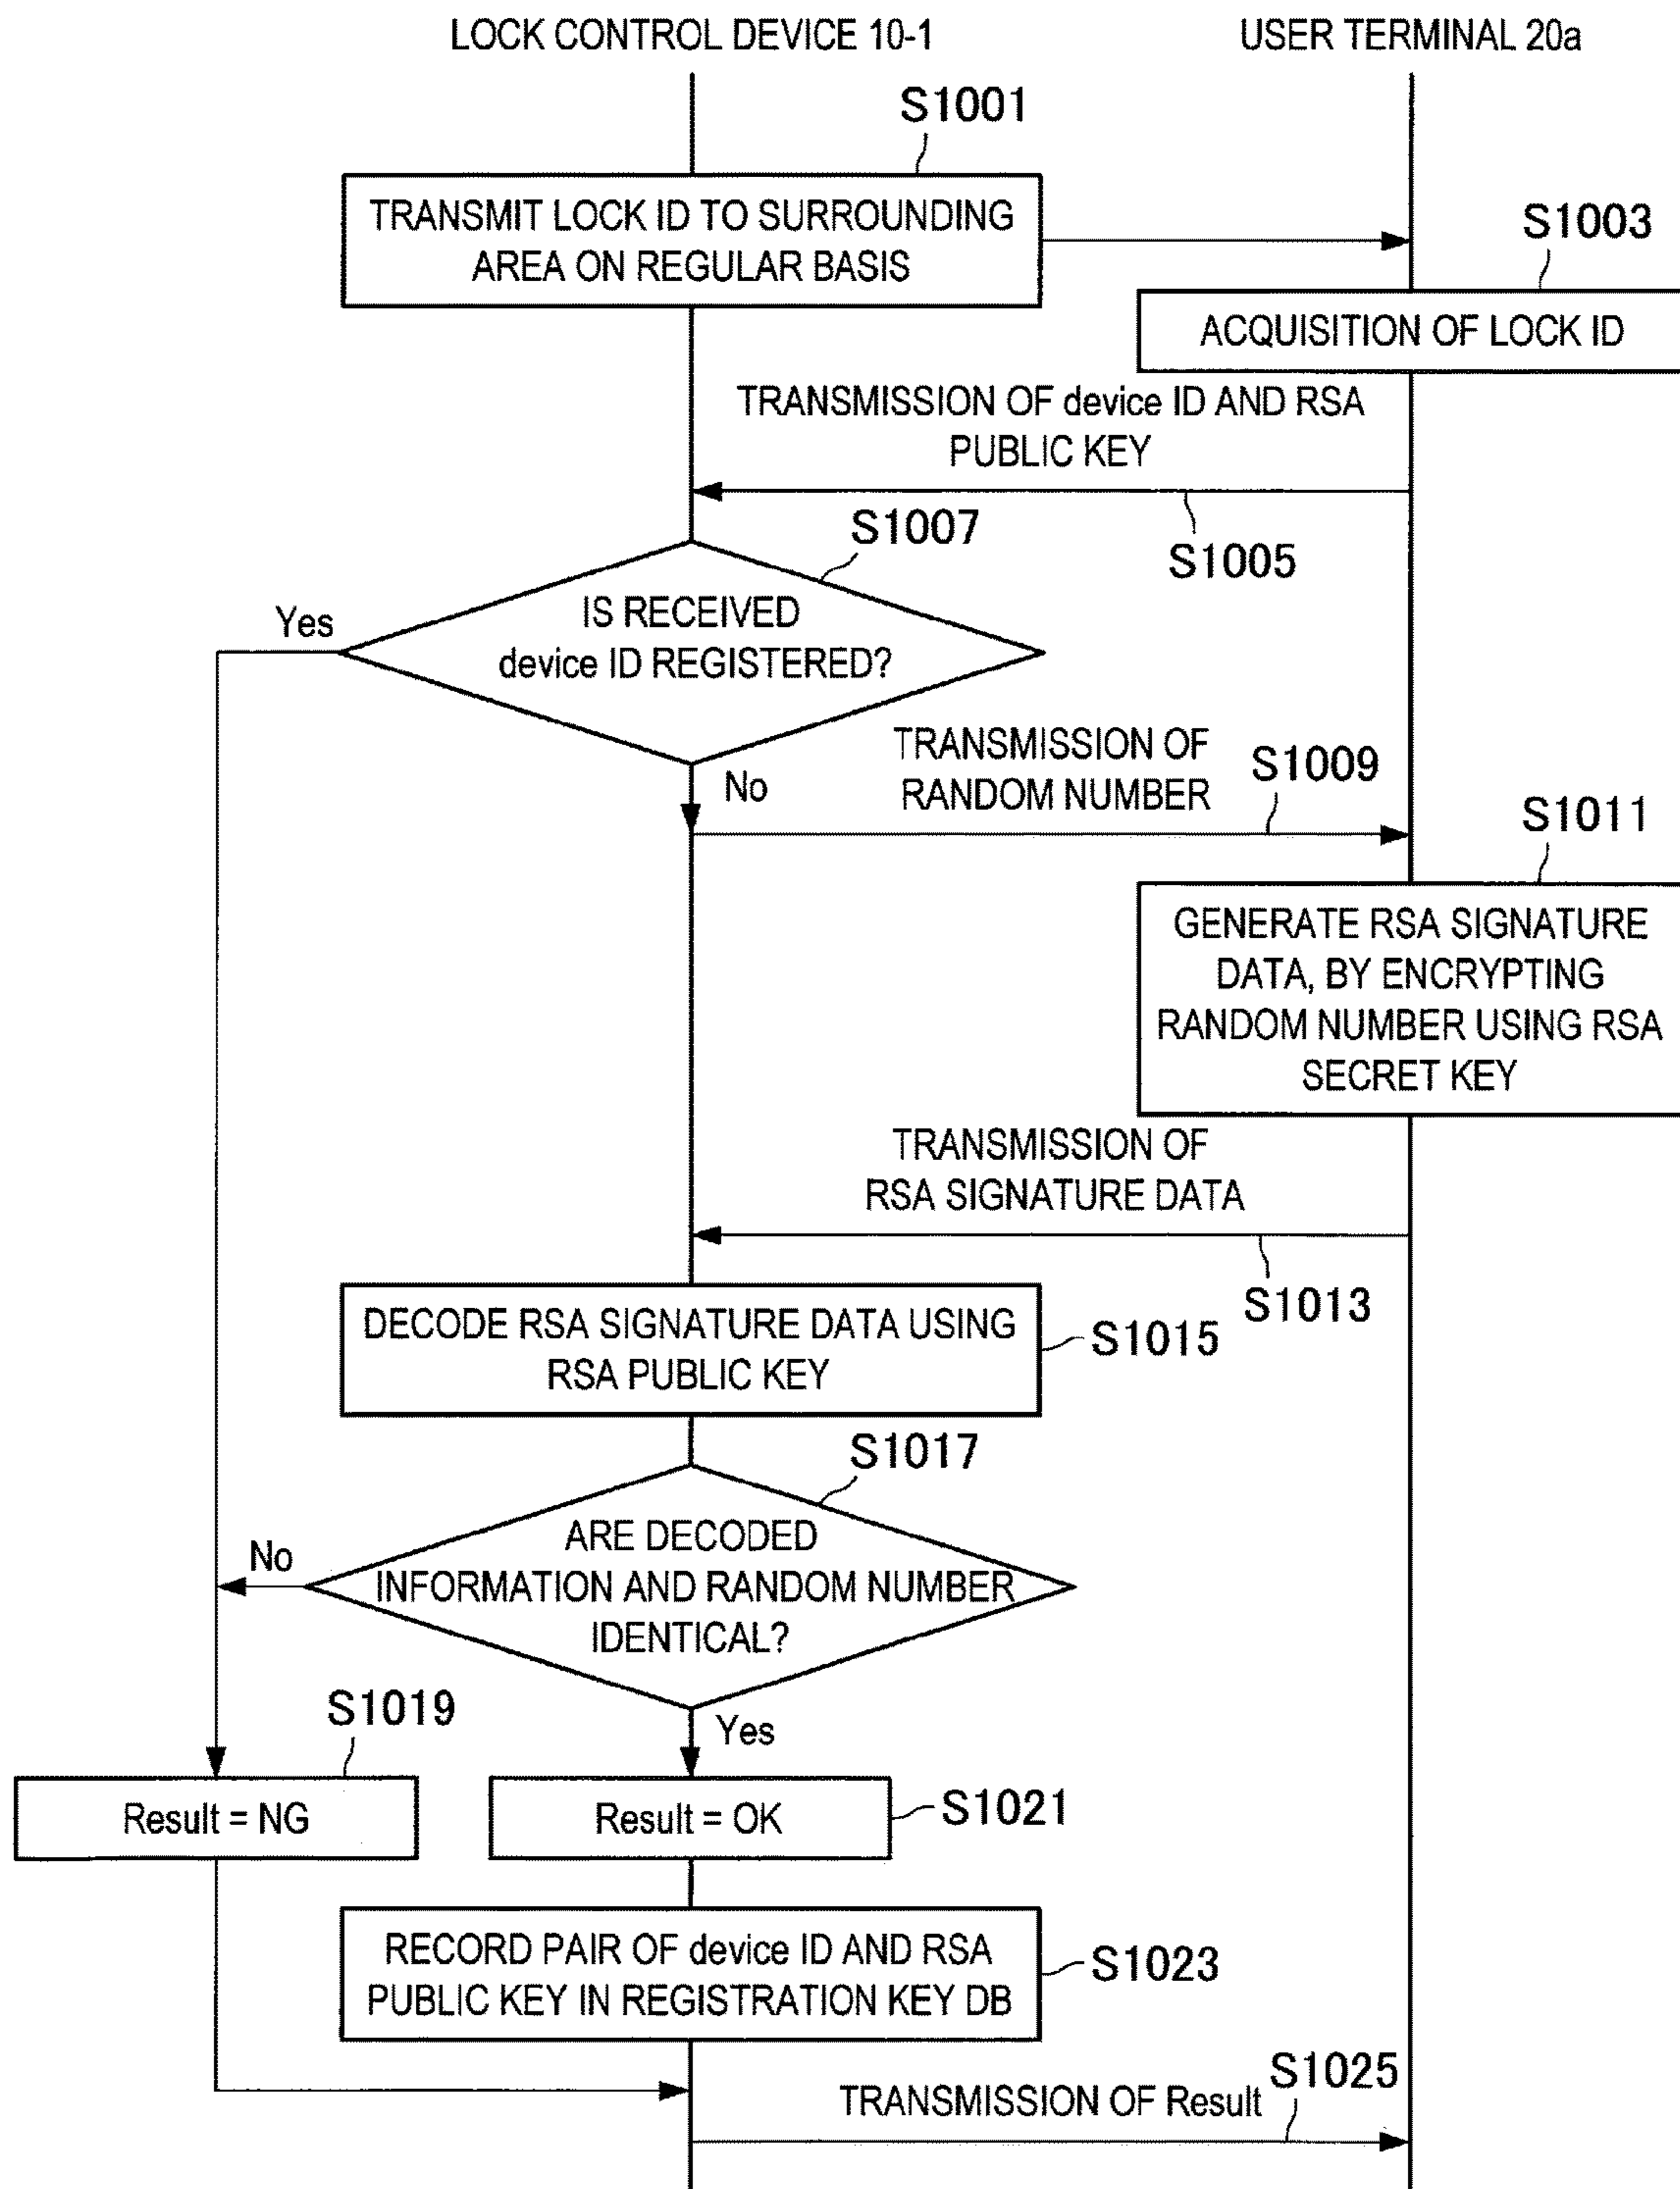 LOCK CONTROL DEVICE 10-1
USER TERMINAL 20a
S1001
TRANSMIT LOCK ID TO SURROUNDING
AREA ON REGULAR BASIS
S1003
ACQUISITION OF LOCK ID
TRANSMISSION OF device ID AND RSA
PUBLIC KEY
S1005
S1007
IS RECEIVED
device ID REGISTERED?
Yes
No
TRANSMISSION OF
RANDOM NUMBER
S1009
S1011
GENERATE RSA SIGNATURE
DATA, BY ENCRYPTING
RANDOM NUMBER USING RSA
SECRET KEY
TRANSMISSION OF
RSA SIGNATURE DATA
S1013
DECODE RSA SIGNATURE DATA USING
RSA PUBLIC KEY
S1015
S1017
ARE DECODED
INFORMATION AND RANDOM NUMBER
IDENTICAL?
No
Yes
S1019
Result = NG
Result = OK
S1021
RECORD PAIR OF device ID AND RSA
PUBLIC KEY IN REGISTRATION KEY DB
S1023
TRANSMISSION OF Result
S1025